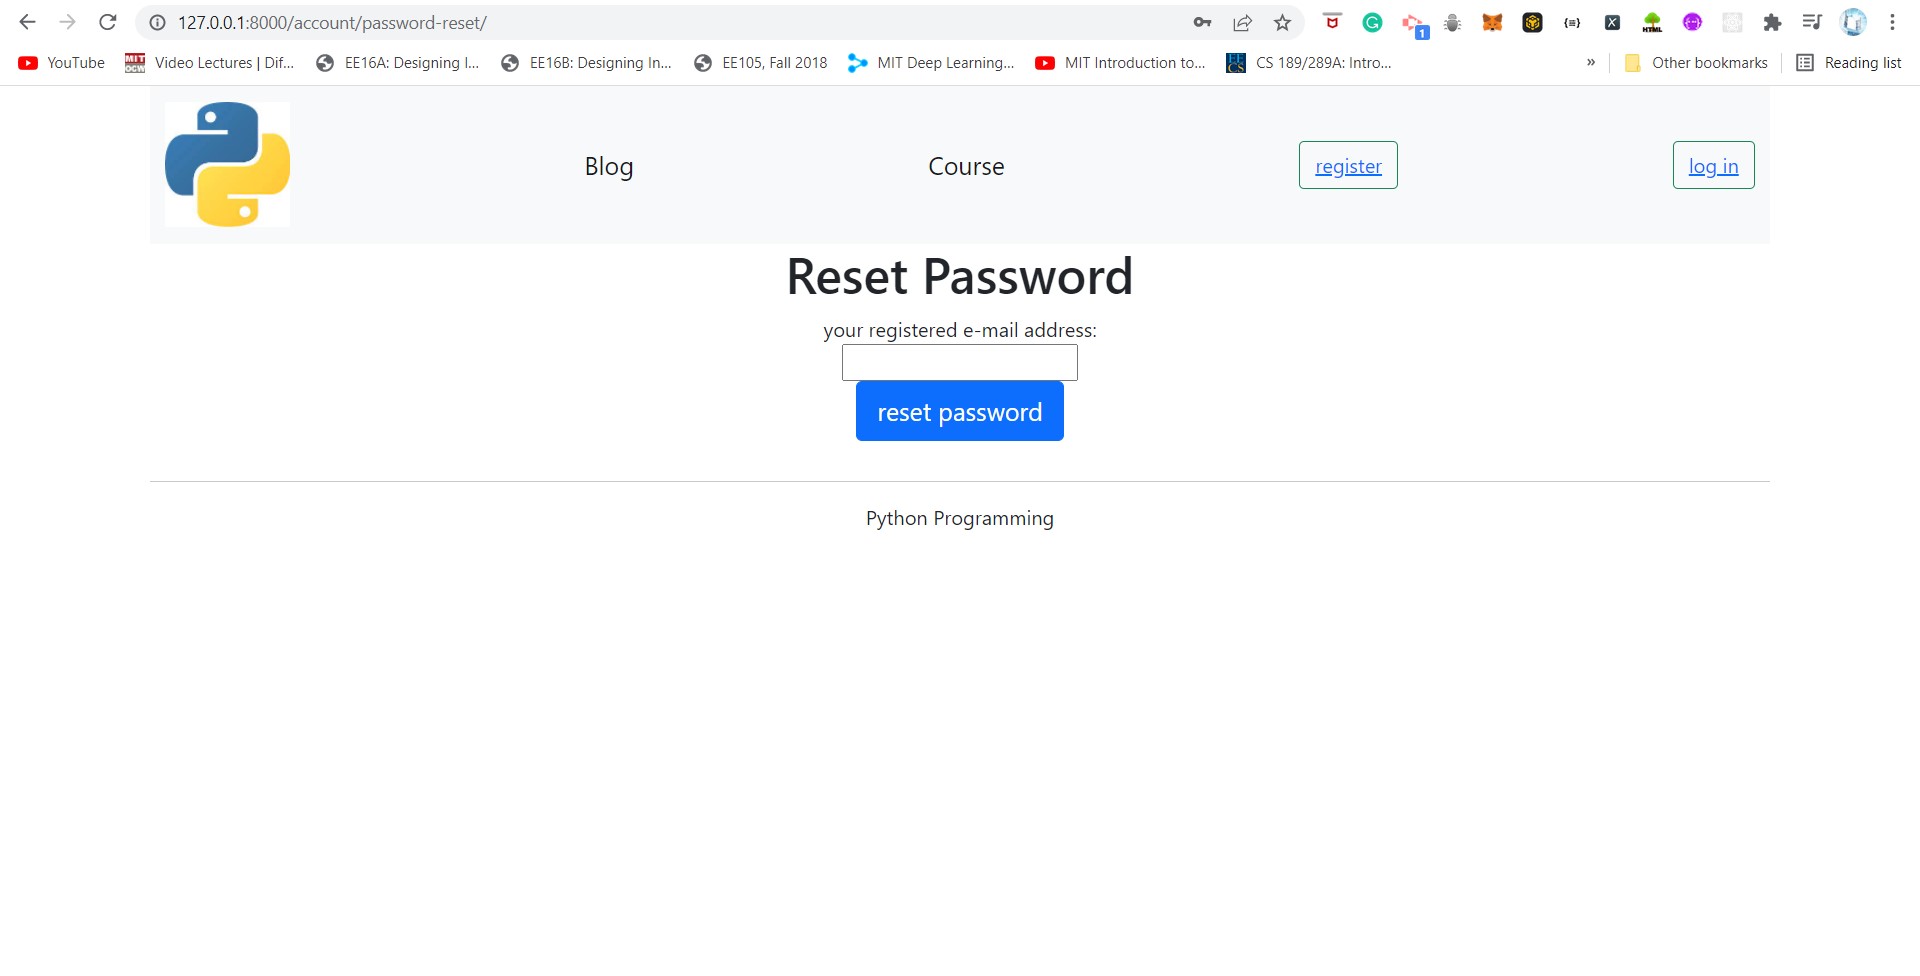 127.0.0.1:8000/account/password-reset/
1
YouTube Video Lectures | Dif... EE16A: Designing I... EE16B: Designing In... EE105, Fall 2018 MIT Deep Learning... MIT Introduction to... CS 189/289A: Intro... » Other bookmarks Reading list
Blog Course register log in
Reset Password
your registered e-mail address:
reset password
Python Programming